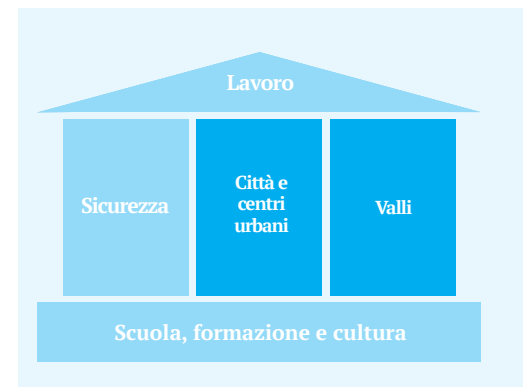 Lavoro
Sicurezza
Città e
centri
urbani
Valli
Scuola, formazione e cultura